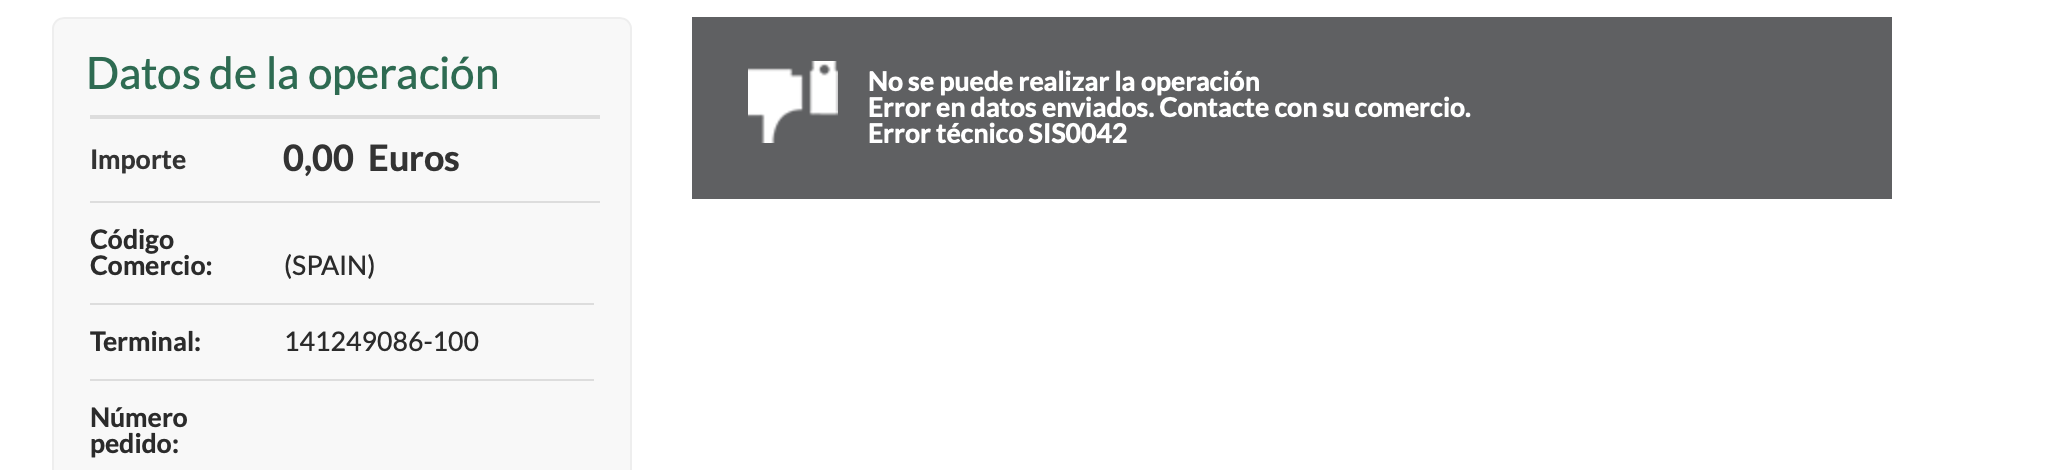 Datos de la operación
Importe 0,00 Euros
Código
Comercio: (SPAIN)
Terminal: 141249086-100
Número
pedido:
No se puede realizar la operación
Error en datos enviados. Contacte con su comercio.
Error técnico SIS0042